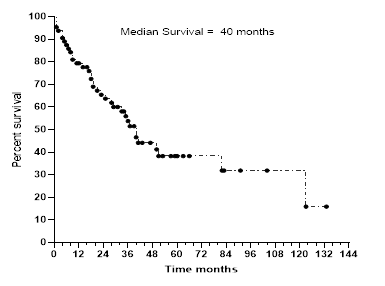 Median Survival = 40 months
100
90
80
70
60
50
40
30
20
10
0
Percent survival
0 12 24 36 48 60 72 84 96 108 120 132 144
Time months